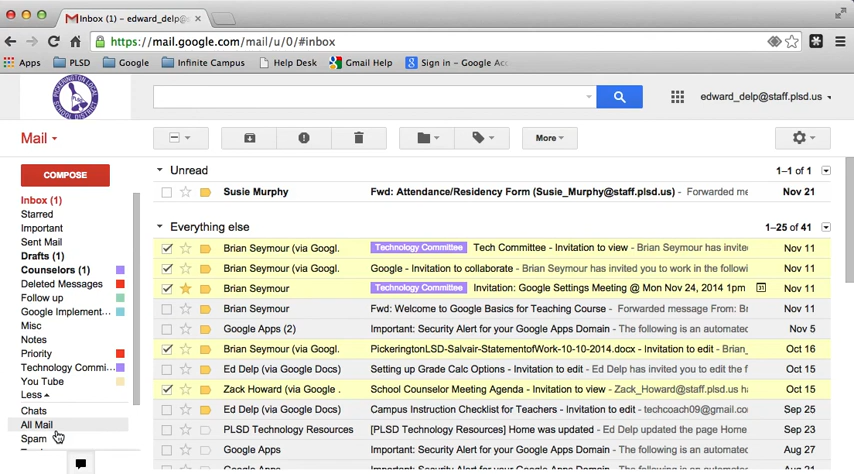 Inbox (1) - edward_delp@
https://mail.google.com/mail/u/0/#inbox
Apps PLSD Google Infinite Campus Help Desk Gmail Help Sign in - Google Acc
PICKERINGTON LOCAL SCHOOL DISTRICT
edward_delp@staff.plsd.us
Mail
More
COMPOSE
Inbox (1)
Starred
Important
Sent Mail
Drafts (1)
Counselors (1)
Deleted Messages
Follow up
Google Implement...
Misc
Notes
Priority
Technology Commi...
You Tube
Less
Chats
All Mail
Spam
Unread 1–1 of 1
Susie Murphy Fwd: Attendance/Residency Form (Susie_Murphy@staff.plsd.us) - Forwarded me Nov 21
Everything else 1–25 of 41
Brian Seymour (via Googl. Technology Committee Tech Committee - Invitation to view - Brian Seymour has invite Nov 11
Brian Seymour (via Googl. Google - Invitation to collaborate - Brian Seymour has invited you to work in the followi Nov 11
Brian Seymour Technology Committee Invitation: Google Settings Meeting @ Mon Nov 24, 2014 1pm 31 Nov 11
Brian Seymour Fwd: Welcome to Google Basics for Teaching Course - Forwarded message From: B Nov 11
Google Apps (2) Important: Security Alert for your Google Apps Domain - The following is an automated Nov 5
Brian Seymour (via Googl. PickeringtonLSD-Salvair-StatementofWork-10-10-2014.docx - Invitation to edit - Brian_ Oct 16
Ed Delp (via Google Docs) Setting up Grade Calc Options - Invitation to edit - Ed Delp has invited you to edit the f Oct 15
Zack Howard (via Google . School Counselor Meeting Agenda - Invitation to view - Zack_Howard@staff.plsd.us ha Oct 15
Ed Delp (via Google Docs) Campus Instruction Checklist for Teachers - Invitation to edit - techcoach09@gmail.com Sep 25
PLSD Technology Resources [PLSD Technology Resources] Home was updated - Ed Delp updated the page Home Aug 27
Google Apps Important: Security Alert for your Google Apps Domain - The following is an automated Aug 27